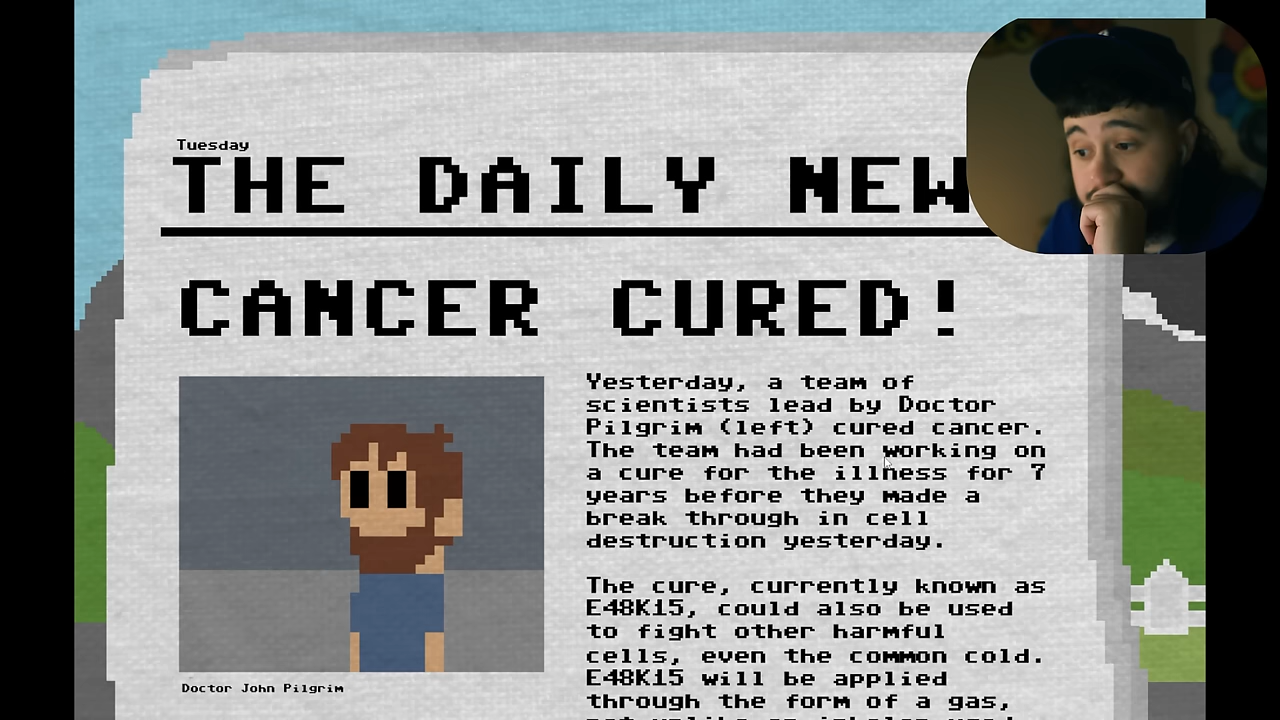 Tuesday
THE DAILY NEW
CANCER CURED!
Yesterday, a team of
scientists lead by Doctor
Pilgrim (left) cured cancer.
The team had been working on
a cure for the illness for 7
years before they made a
break through in cell
destruction yesterday.
The cure, currently known as
E48K15, could also be used
to fight other harmful
cells, even the common cold.
E48K15 will be applied
through the form of a gas,
Doctor John Pilgrim